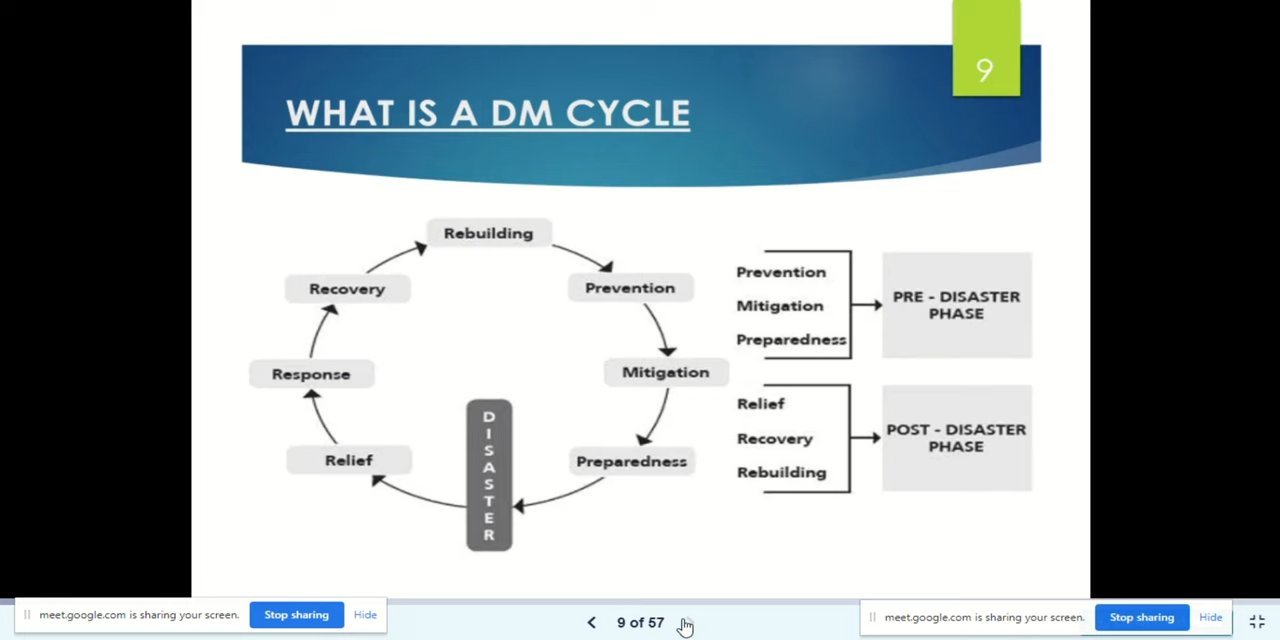 9
WHAT IS A DM CYCLE
Rebuilding
Recovery
Prevention
Response
Mitigation
Relief
Preparedness
DISASTER
Prevention
Mitigation
Preparedness
PRE - DISASTER
PHASE
Relief
Recovery
Rebuilding
POST - DISASTER
PHASE
meet.google.com is sharing your screen.
Stop sharing
Hide
9 of 57
meet.google.com is sharing your screen.
Stop sharing
Hide